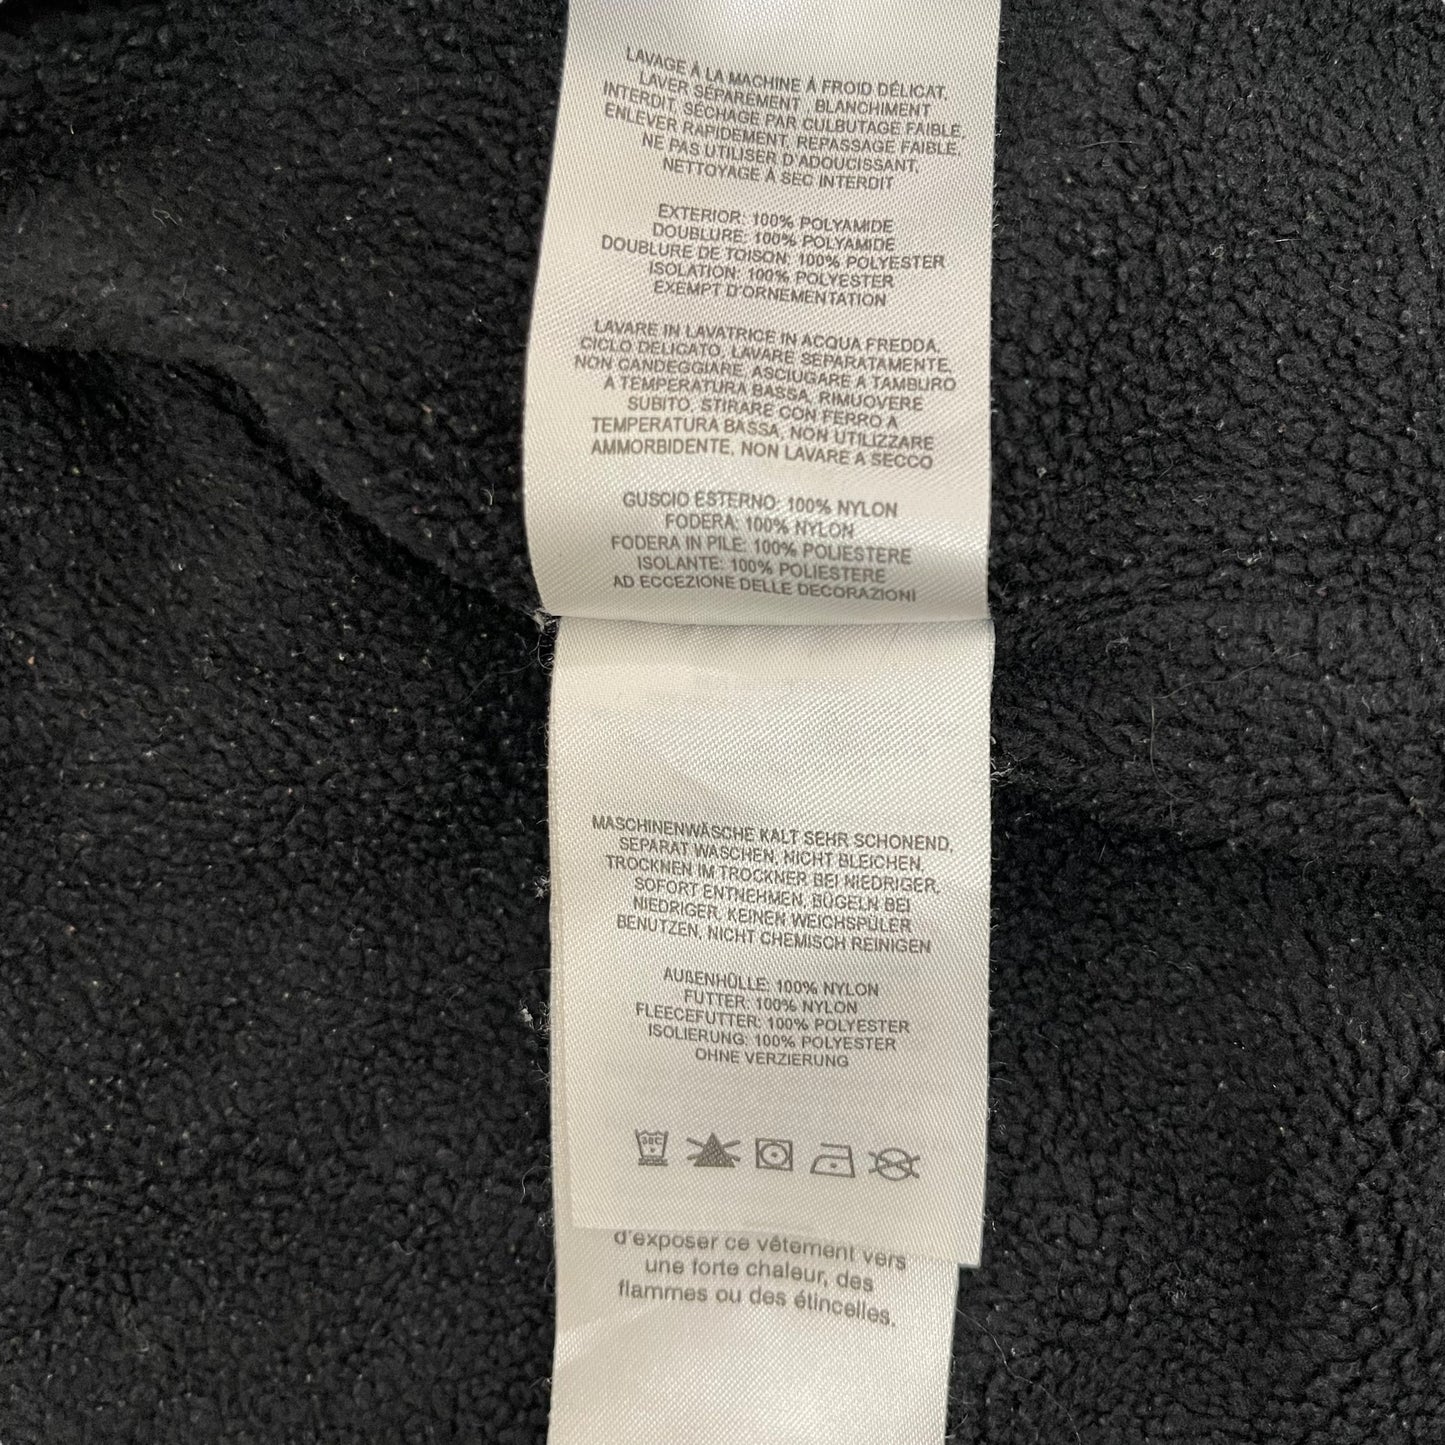 LAVAGE À LA MACHINE À FROID DÉLICAT,
LAVER SÉPARÉMENT, BLANCHIMENT
INTERDIT, SÉCHAGE PAR CULBUTAGE FAIBLE,
ENLEVER RAPIDEMENT, REPASSAGE FAIBLE,
NE PAS UTILISER D'ADOUCISSANT,
NETTOYAGE À SEC INTERDIT
EXTERIOR: 100% POLYAMIDE
DOUBLURE: 100% POLYAMIDE
DOUBLURE DE TOISON: 100% POLYESTER
ISOLATION: 100% POLYESTER
EXEMPT D'ORNEMENTATION
LAVARE IN LAVATRICE IN ACQUA FREDDA,
CICLO DELICATO, LAVARE SEPARATAMENTE,
NON CANDEGGIARE, ASCIUGARE A TAMBURO
A TEMPERATURA BASSA, RIMUOVERE
SUBITO, STIRARE CON FERRO A
TEMPERATURA BASSA, NON UTILIZZARE
AMMORBIDENTE, NON LAVARE A SECCO
GUSCIO ESTERNO: 100% NYLON
FODERA: 100% NYLON
FODERA IN PILE: 100% POLIESTERE
ISOLANTE: 100% POLIESTERE
AD ECCEZIONE DELLE DECORAZIONI
MASCHINENWÄSCHE KALT SEHR SCHONEND,
SEPARAT WASCHEN, NICHT BLEICHEN,
TROCKNEN IM TROCKNER BEI NIEDRIGER,
SOFORT ENTNEHMEN, BÜGELN BEI
NIEDRIGER, KEINEN WEICHSPÜLER
BENUTZEN, NICHT CHEMISCH REINIGEN
AUßENHÜLLE: 100% NYLON
FUTTER: 100% NYLON
FLEECEFUTTER: 100% POLYESTER
ISOLIERUNG: 100% POLYESTER
OHNE VERZIERUNG
30C
d'exposer ce vêtement vers
une forte chaleur, des
flammes ou des étincelles.